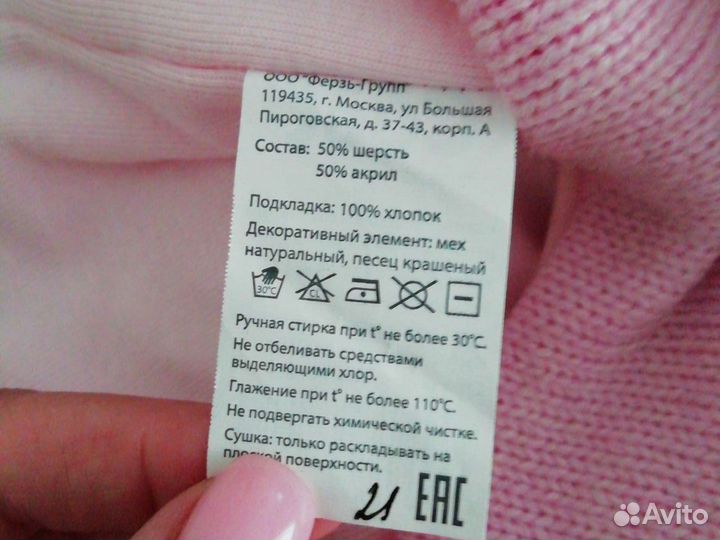 ООО "Ферзь-Групп"
119435, г. Москва, ул Большая
Пироговская, д. 37-43, корп. А
Состав: 50% шерсть
50% акрил
Подкладка: 100% хлопок
Декоративный элемент: мех
натуральный, песец крашеный
30°C CL
Ручная стирка при t° не более 30°C.
Не отбеливать средствами
выделяющими хлор.
Глажение при t° не более 110°C.
Не подвергать химической чистке.
Сушка: только раскладывать на
плоской поверхности.
21 EAC
Avito